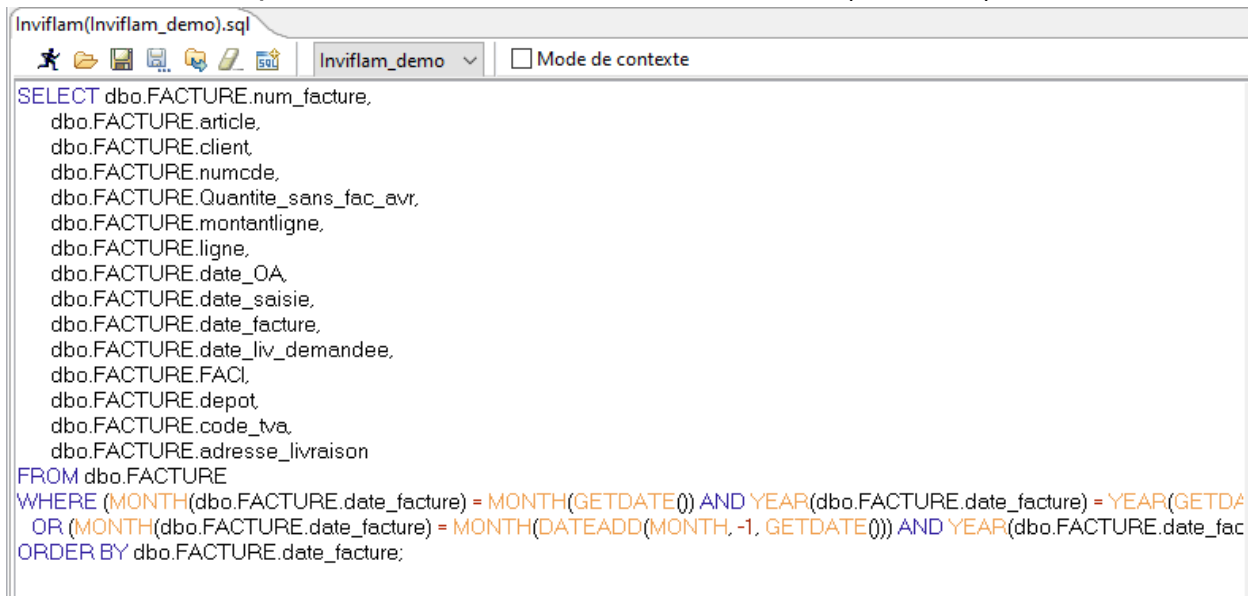 Inviflam(Inviflam_demo).sql
Inviflam_demo Mode de contexte
SELECT dbo.FACTURE.num_facture,
dbo.FACTURE.article,
dbo.FACTURE.client,
dbo.FACTURE.numcde,
dbo.FACTURE.Quantite_sans_fac_avr,
dbo.FACTURE.montantligne,
dbo.FACTURE.ligne,
dbo.FACTURE.date_OA,
dbo.FACTURE.date_saisie,
dbo.FACTURE.date_facture,
dbo.FACTURE.date_liv_demandee,
dbo.FACTURE.FACI,
dbo.FACTURE.depot,
dbo.FACTURE.code_tva,
dbo.FACTURE.adresse_livraison
FROM dbo.FACTURE
WHERE (MONTH(dbo.FACTURE.date_facture) = MONTH(GETDATE()) AND YEAR(dbo.FACTURE.date_facture) = YEAR(GETDA
OR (MONTH(dbo.FACTURE.date_facture) = MONTH(DATEADD(MONTH, -1, GETDATE())) AND YEAR(dbo.FACTURE.date_fac
ORDER BY dbo.FACTURE.date_facture;